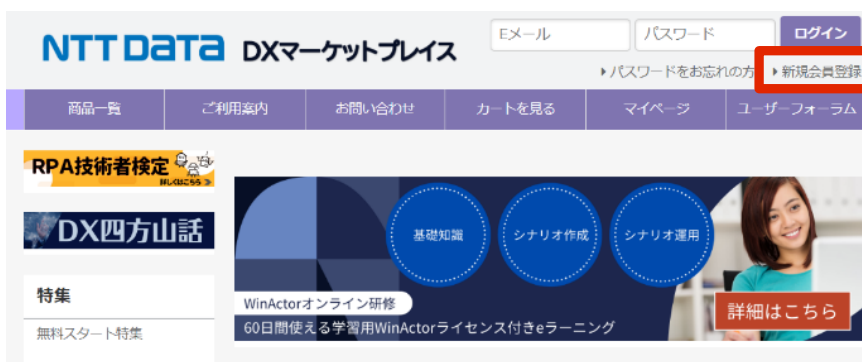 NTT DATA DXマーケットプレイス
Eメール パスワード ログイン
パスワードをお忘れの方 新規会員登録
商品一覧 ご利用案内 お問い合わせ カートを見る マイページ ユーザーフォーラム
RPA技術者検定
詳しくはこちら
DX四方山話
基礎知識 シナリオ作成 シナリオ運用
特集
WinActorオンライン研修
詳細はこちら
無料スタート特集
60日間使える学習用WinActorライセンス付きeラーニング